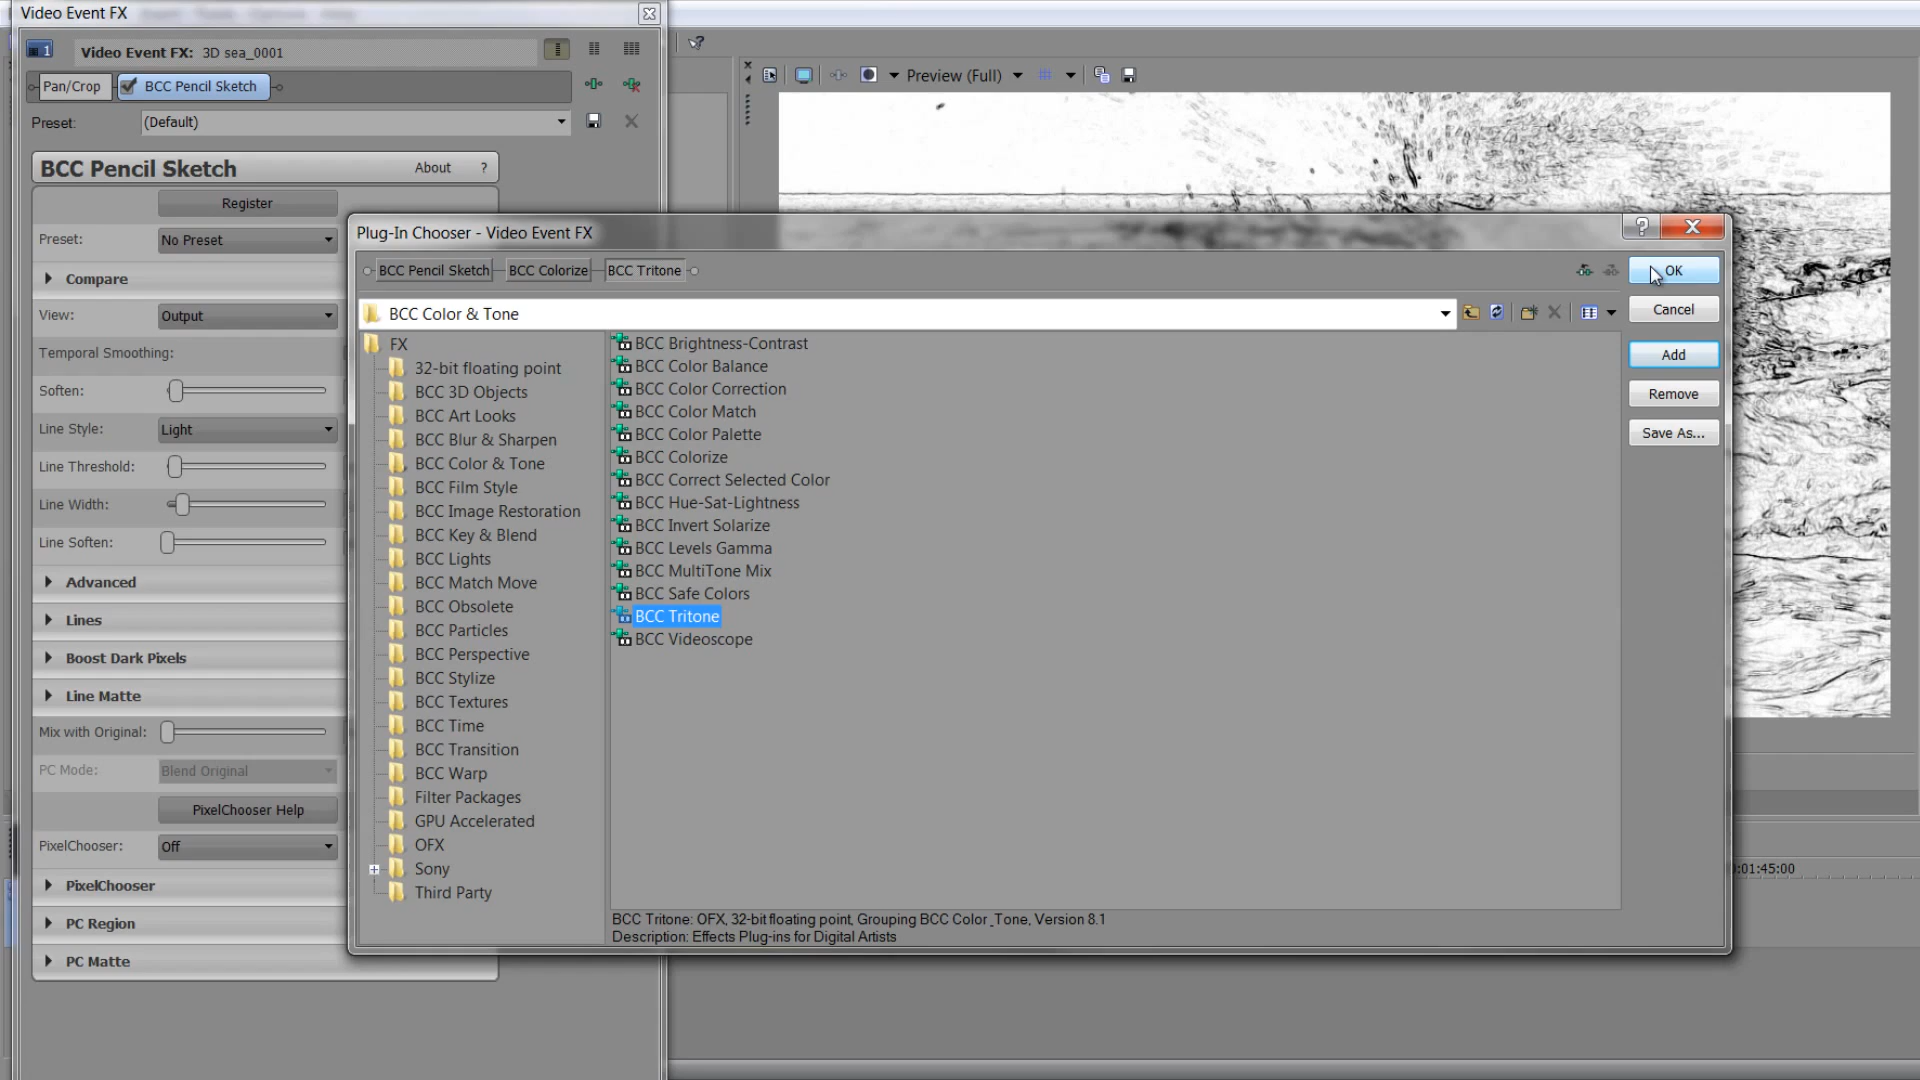 Video Event FX
1
Video Event FX: 3D sea_0001
Pan/Crop
BCC Pencil Sketch
Preset: (Default)
BCC Pencil Sketch About ?
Register
Preset: No Preset
Compare
View: Output
Temporal Smoothing:
Soften:
Line Style: Light
Line Threshold:
Line Width:
Line Soften:
Advanced
Lines
Boost Dark Pixels
Line Matte
Mix with Original:
PC Mode: Blend Original
PixelChooser Help
PixelChooser: Off
PixelChooser
PC Region
PC Matte
Preview (Full)
Plug-In Chooser - Video Event FX
BCC Pencil Sketch BCC Colorize BCC Tritone
BCC Color & Tone
OK
Cancel
Add
Remove
Save As...
FX
32-bit floating point
BCC 3D Objects
BCC Art Looks
BCC Blur & Sharpen
BCC Color & Tone
BCC Film Style
BCC Image Restoration
BCC Key & Blend
BCC Lights
BCC Match Move
BCC Obsolete
BCC Particles
BCC Perspective
BCC Stylize
BCC Textures
BCC Time
BCC Transition
BCC Warp
Filter Packages
GPU Accelerated
OFX
Sony
Third Party
BCC Brightness-Contrast
BCC Color Balance
BCC Color Correction
BCC Color Match
BCC Color Palette
BCC Colorize
BCC Correct Selected Color
BCC Hue-Sat-Lightness
BCC Invert Solarize
BCC Levels Gamma
BCC MultiTone Mix
BCC Safe Colors
BCC Tritone
BCC Videoscope
BCC Tritone: OFX, 32-bit floating point, Grouping BCC Color _Tone, Version 8.1
Description: Effects Plug-ins for Digital Artists
:01:45:00